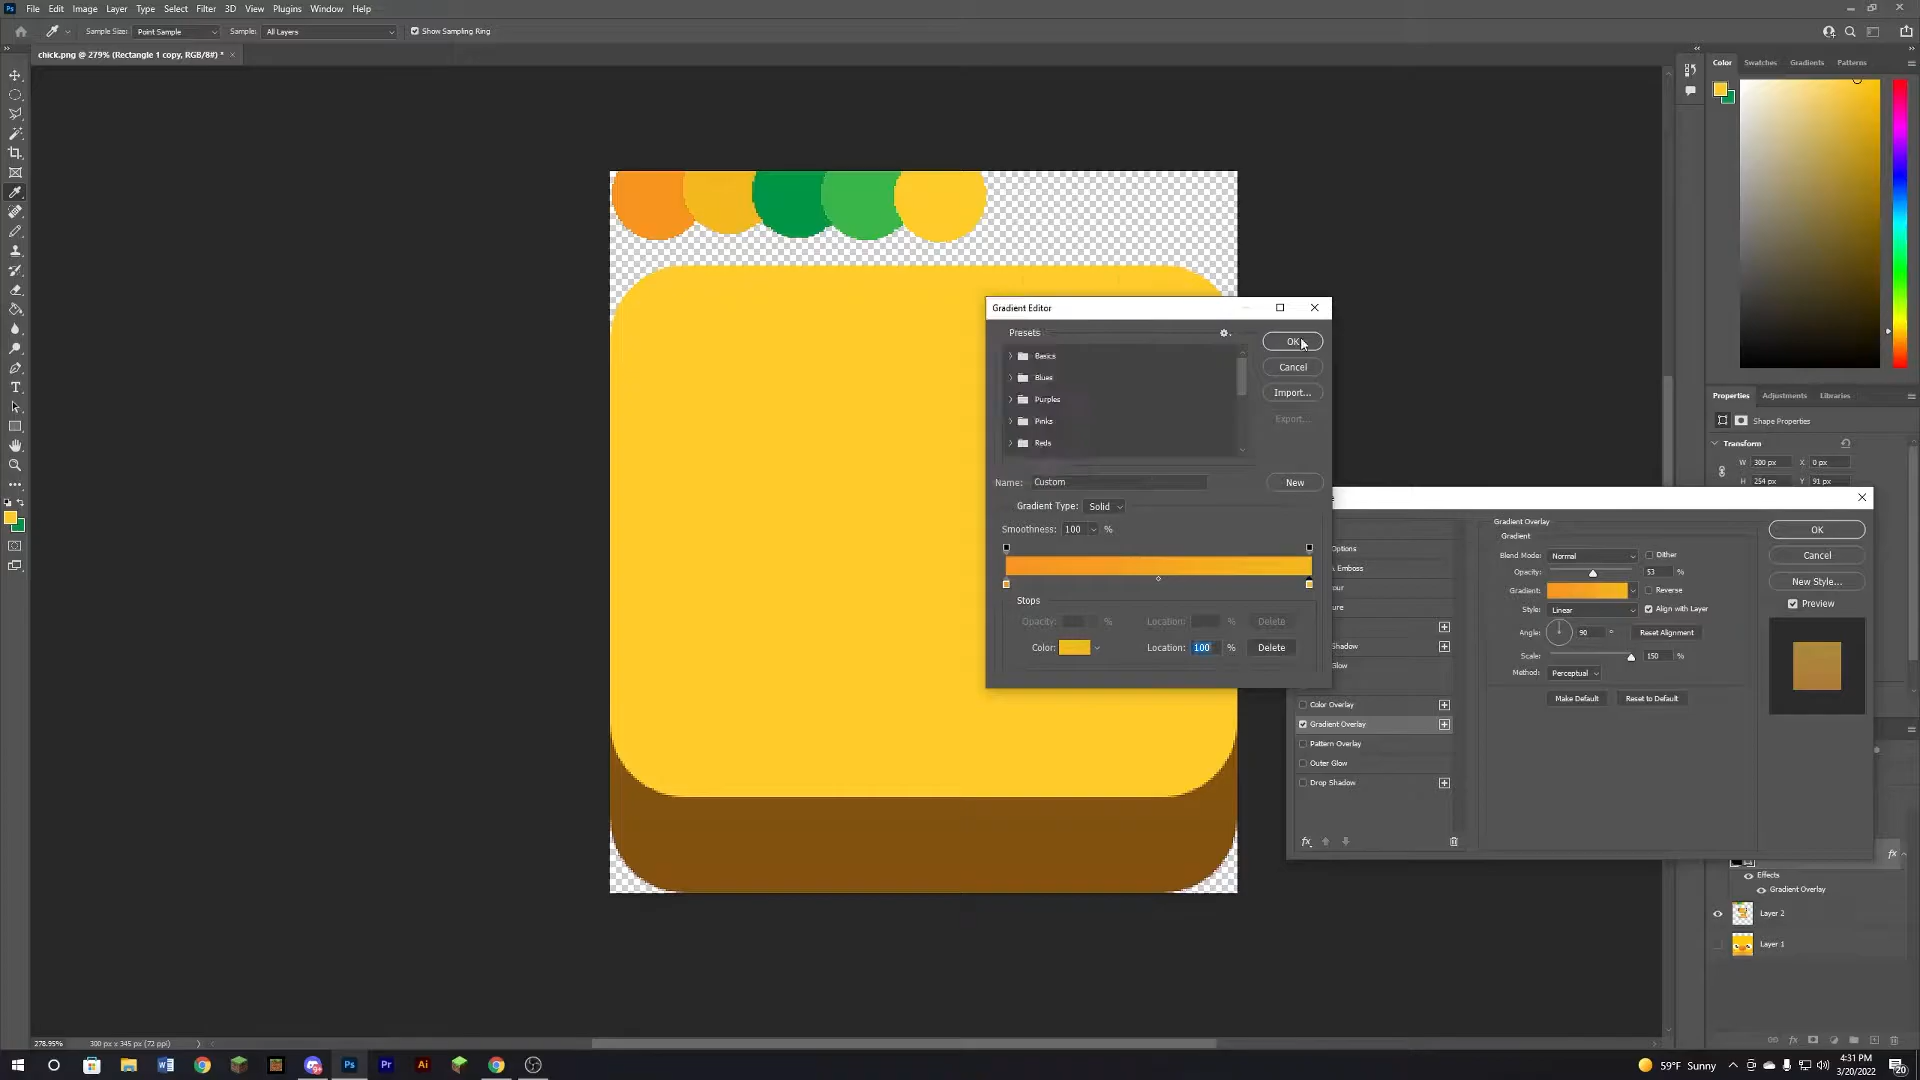 File Edit Image Layer Type Select Filter 3D View Plugins Window Help
Sample Size: Point Sample Sample: All Layers Show Sampling Ring
chick.png @ 279% (Rectangle 1 copy, RGB/8#) *
Color Swatches Gradients Patterns
Gradient Editor
Presets
Basics
Blues
Purples
Pinks
Reds
OK
Cancel
Import...
Export...
Name: Custom
New
Gradient Type: Solid
Smoothness: 100 %
Stops
Opacity: % Location: % Delete
Color: Location: 100 % Delete
Properties Adjustments Libraries
Shape Properties
Transform
W 300 px X 0 px
H 254 px Y 91 px
Options
& Emboss
our
ure
Shadow
Glow
Color Overlay
Gradient Overlay
Pattern Overlay
Outer Glow
Drop Shadow
fx
Gradient Overlay
Gradient
Blend Mode: Normal Dither
Opacity: 53 %
Gradient: Reverse
Style: Linear Align with Layer
Angle: 90 ° Reset Alignment
Scale: 150 %
Method: Perceptual
Make Default Reset to Default
OK
Cancel
New Style...
Preview
fx
Effects
Gradient Overlay
Layer 2
Layer 1
278.95% 300 px x 345 px (72 ppi)
59°F Sunny
4:31 PM
3/20/2022
20